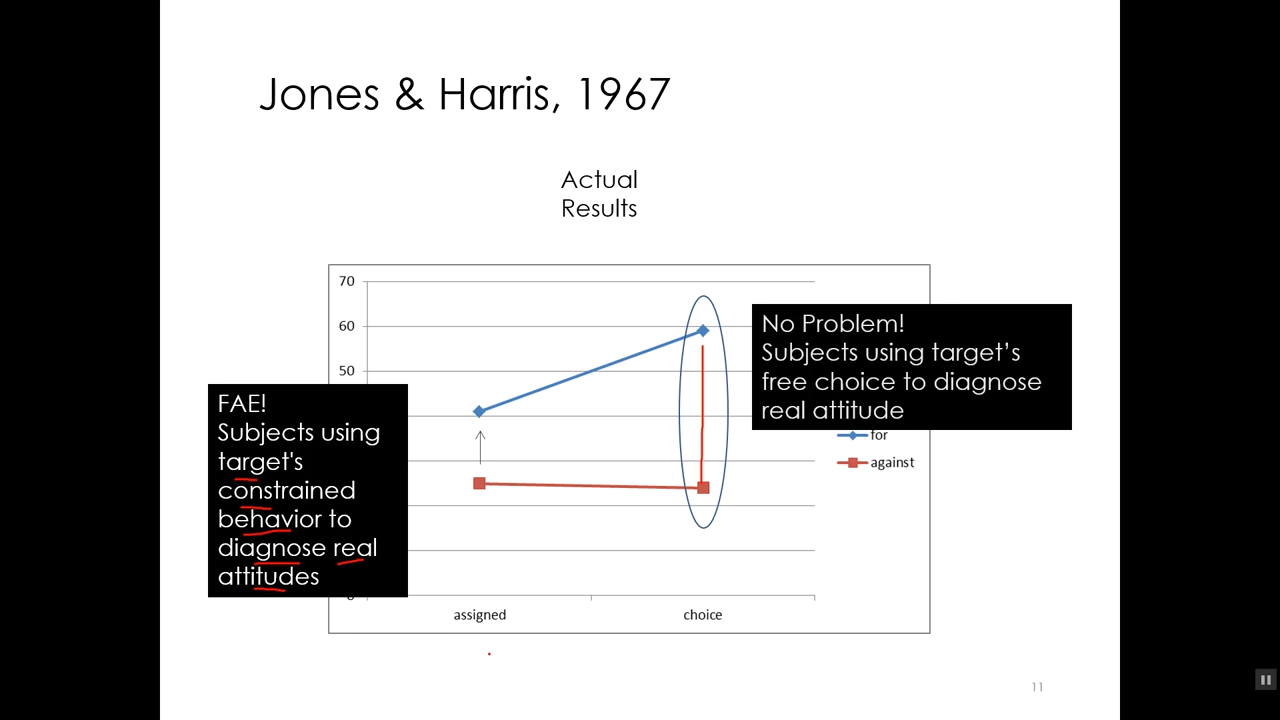 Jones & Harris, 1967
Actual
Results
70
60
50
No Problem!
Subjects using target’s
free choice to diagnose
real attitude
FAE!
Subjects using
target's
constrained
behavior to
diagnose real
attitudes
for
against
assigned
choice
11